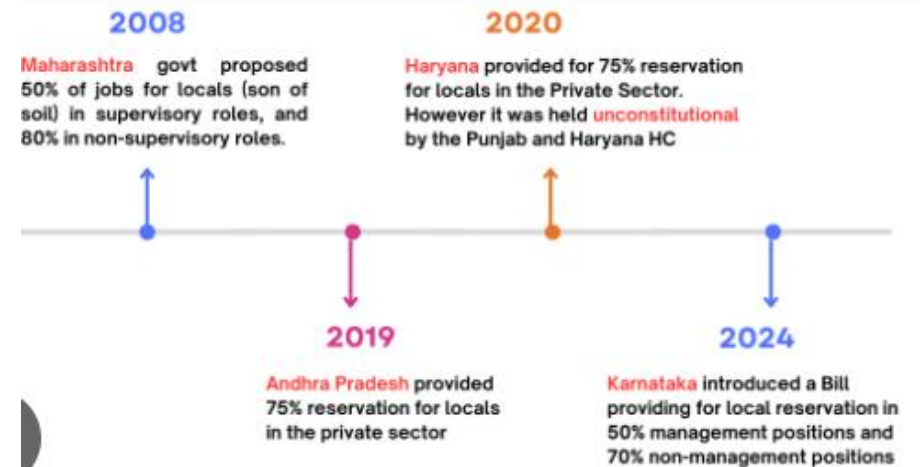 2008
Maharashtra govt proposed
50% of jobs for locals (son of
soil) in supervisory roles, and
80% in non-supervisory roles.
2020
Haryana provided for 75% reservation
for locals in the Private Sector.
However it was held unconstitutional
by the Punjab and Haryana HC
2019
Andhra Pradesh provided
75% reservation for locals
in the private sector
2024
Karnataka introduced a Bill
providing for local reservation in
50% management positions and
70% non-management positions